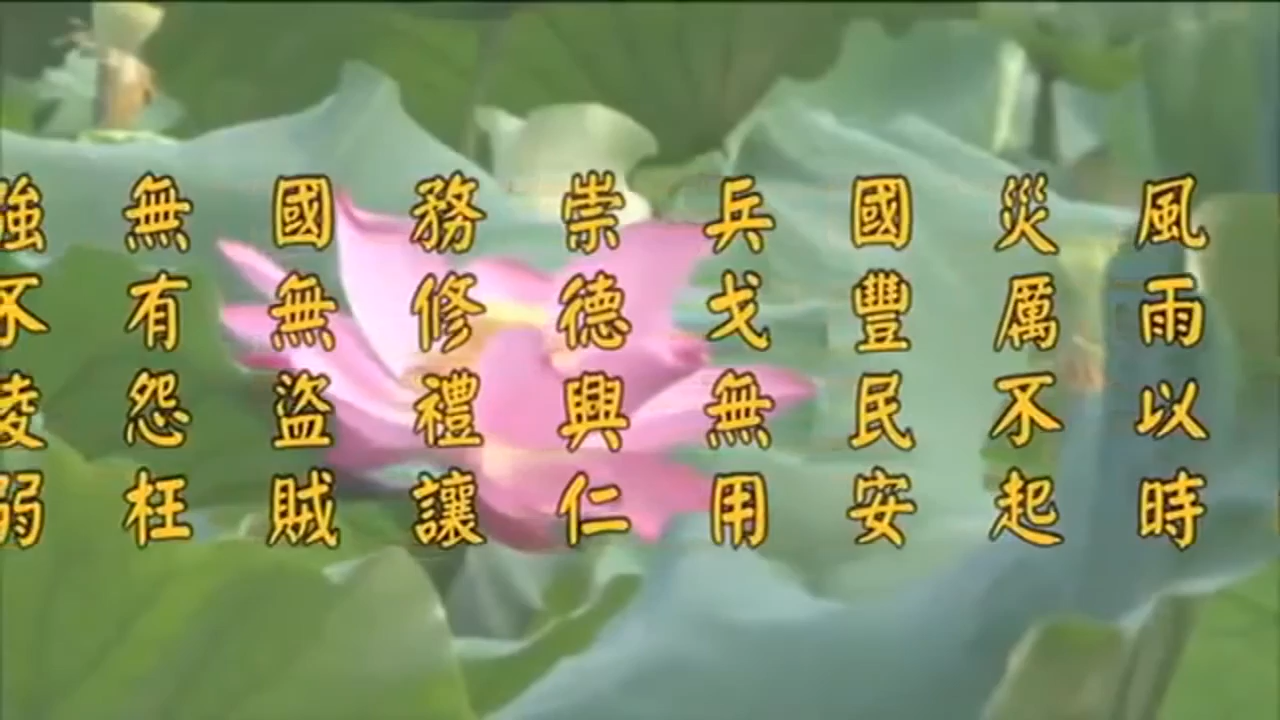 風雨以時
災厲不起
國豐民安
兵戈無用
崇德興仁
務修禮讓
國無盜賊
無有怨枉
強不凌弱